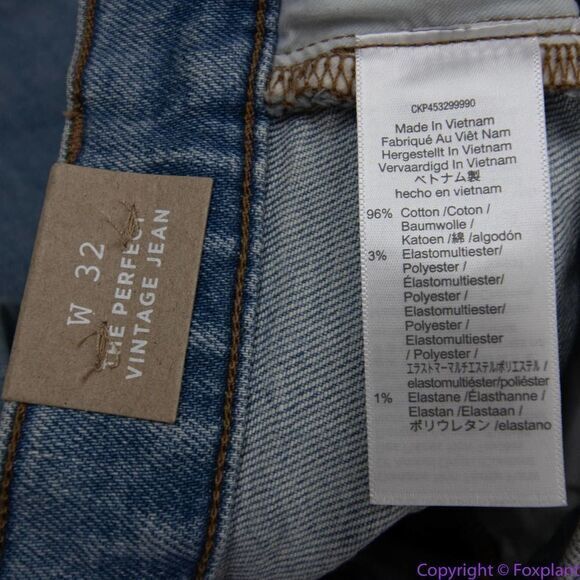 W 32
THE PERFECT
VINTAGE JEAN
CKP453299990
Made In Vietnam
Fabriqué Au Viêt Nam
Hergestellt In Vietnam
Vervaardigd In Vietnam
ベトナム製
hecho en vietnam
96% Cotton /Coton /
Baumwolle /
Katoen /綿 /algodón
3% Elastomultiester/
Polyester /
Élastomultiester/
Polyester /
Elastomultiester/
Polyester /
Elastomultiester
/ Polyester /
エラストマーマルチエステル/ポリエステル /
elastomultiéster/poliéster
1% Elastane /Élasthanne /
Elastan /Elastaan /
ポリウレタン /elastano
Copyright © Foxplani